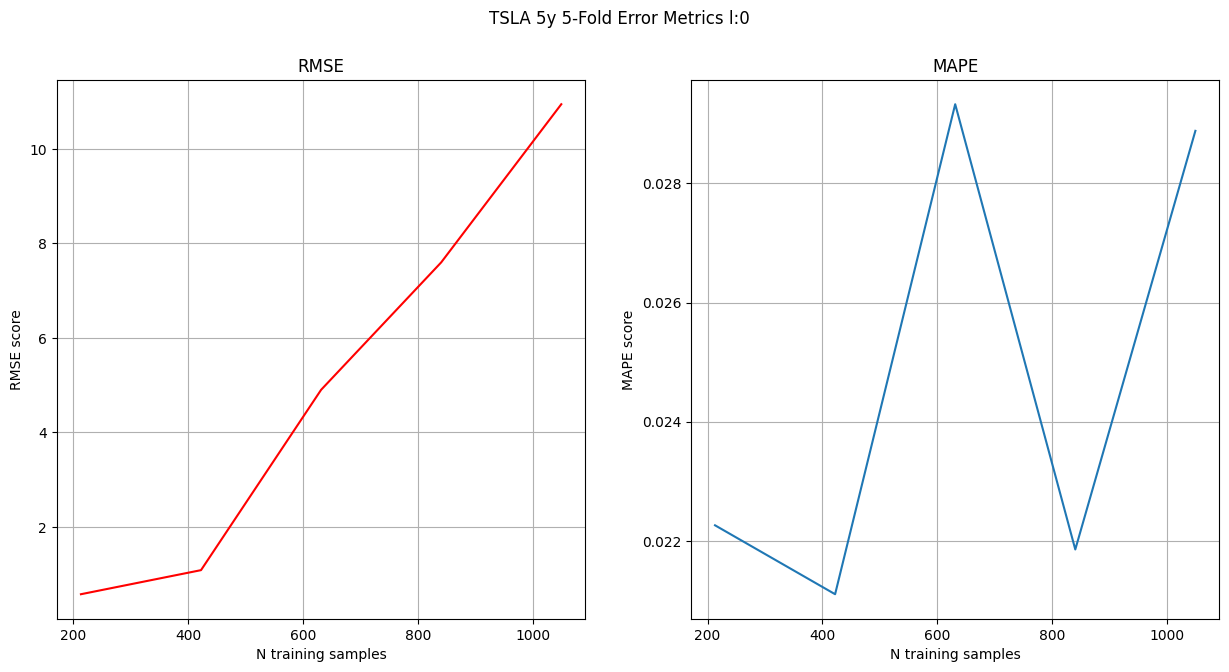 TSLA 5y 5-Fold Error Metrics l:0
RMSE
RMSE score
10
8
6
4
2
200 400 600 800 1000
N training samples
MAPE
MAPE score
0.028
0.026
0.024
0.022
200 400 600 800 1000
N training samples